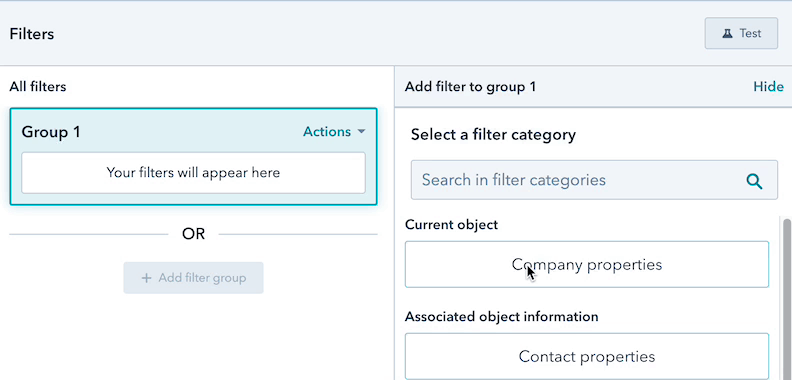 Filters
Test
All filters
Group 1
Actions
Your filters will appear here
OR
+ Add filter group
Add filter to group 1
Hide
Select a filter category
Search in filter categories
Current object
Company properties
Associated object information
Contact properties